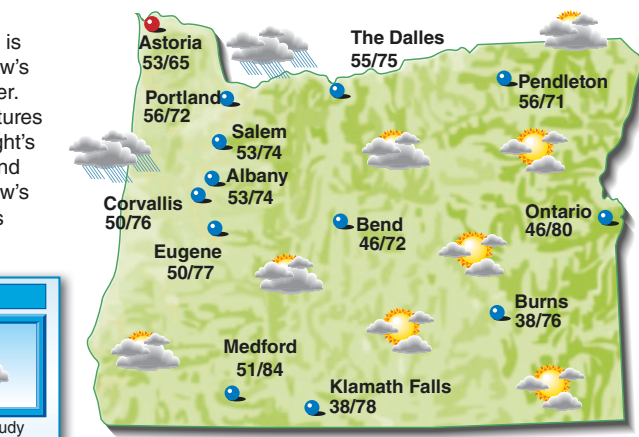 is
w's
er.
tures
ght's
nd
w's
s
Astoria
53/65
The Dalles
55/75
Pendleton
56/71
Portland
56/72
Salem
53/74
Albany
53/74
Corvallis
50/76
Eugene
50/77
Bend
46/72
Ontario
46/80
Burns
38/76
Medford
51/84
Klamath Falls
38/78
udy